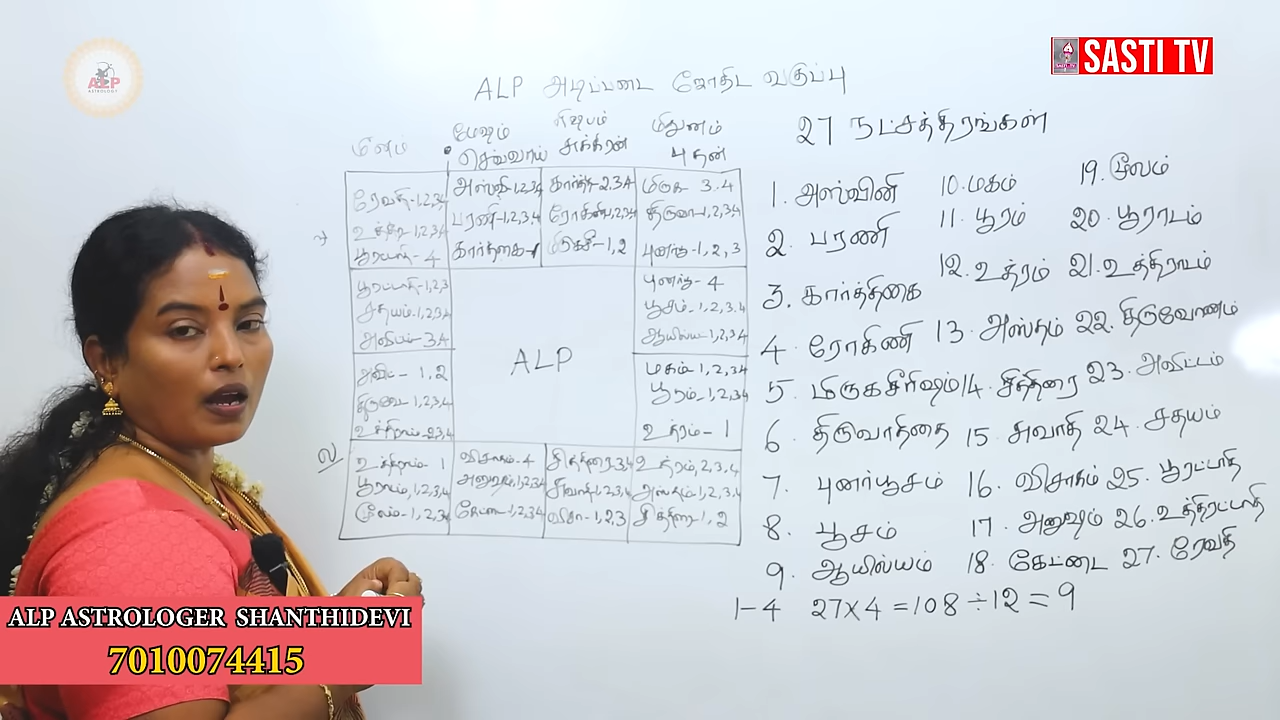 ALP
ASTROLOGY
SASTI TV
ALP அடிப்படை ஜோதிட வகுப்பு
27 நட்சத்திரங்கள்
மீனம்
மேஷம்
ரிஷபம்
மிதுனம்
செவ்வாய்
சுக்கிரன்
புதன்
ரேவதி-1,2,3,4
அஸ்வி-1,2,3,4
கார்த்தி-2,3,4
மிருக 3.4
பரணி-1,2,3,4
ரோகிணி-1,2,3,4
திருவா-1,2,3,4
பூரட்டாதி-4
கார்த்திகை-1
மிருகசீ-1,2
புனர்பூ-1,2,3
பூரட்டாதி-1,2,3
சதயம்-1,2,3,4
அவிட்டம்-3,4
புனர்பூ-4
பூசம்-1,2,3.4
ஆயில்ய-1,2,3,4
ALP
அவிட்-1,2
திருவோ-1,2,3,4
உத்திராடம்-2,3,4
மகம்-1,2,3,4
பூரம்-1,2,3,4
உத்ரம்-1
உத்திராடம்-1
விசாகம்-4
சித்திரை-3,4
உத்ரம்,2,3,4
பூராடம்,1,2,3,4
அனுஷம்,1,2,3,4
சுவாதி-1,2,3,4
அஸ்தம்-1,2,3,4
மூலம்-1,2,3,4
கேட்டை-1,2,3,4
விசா-1,2,3
சித்திரை-1,2
1. அஸ்வினி
10. மகம்
19. மூலம்
2. பரணி
11. பூரம்
20. பூராடம்
3. கார்த்திகை
12. உத்ரம்
21. உத்திராடம்
4 ரோகிணி
13. அஸ்தம்
22. திருவோணம்
5 மிருகசீரிஷம்
14. சித்திரை
23. அவிட்டம்
6 திருவாதிரை
15. சுவாதி
24. சதயம்
7. புனர்பூசம்
16. விசாகம்
25. பூரட்டாதி
8. பூசம்
17. அனுஷம்
26. உத்திரட்டாதி
9. ஆயில்யம்
18. கேட்டை
27. ரேவதி
1-4 27×4 =108 ÷12 = 9
ALP ASTROLOGER SHANTHIDEVI
7010074415